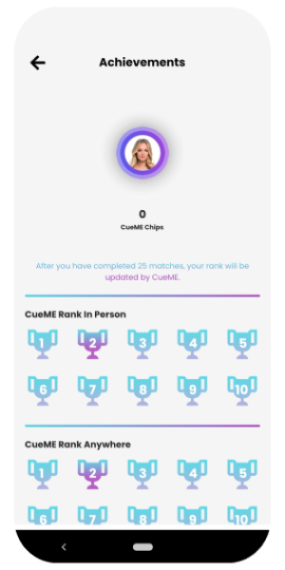 Achievements
0
CueME Chips
After you have completed 25 matches, your rank will be
updated by CueME.
CueME Rank In Person
1 2 3 4 5
6 7 8 9 10
CueME Rank Anywhere
1 2 3 4 5
6 7 8 9 10